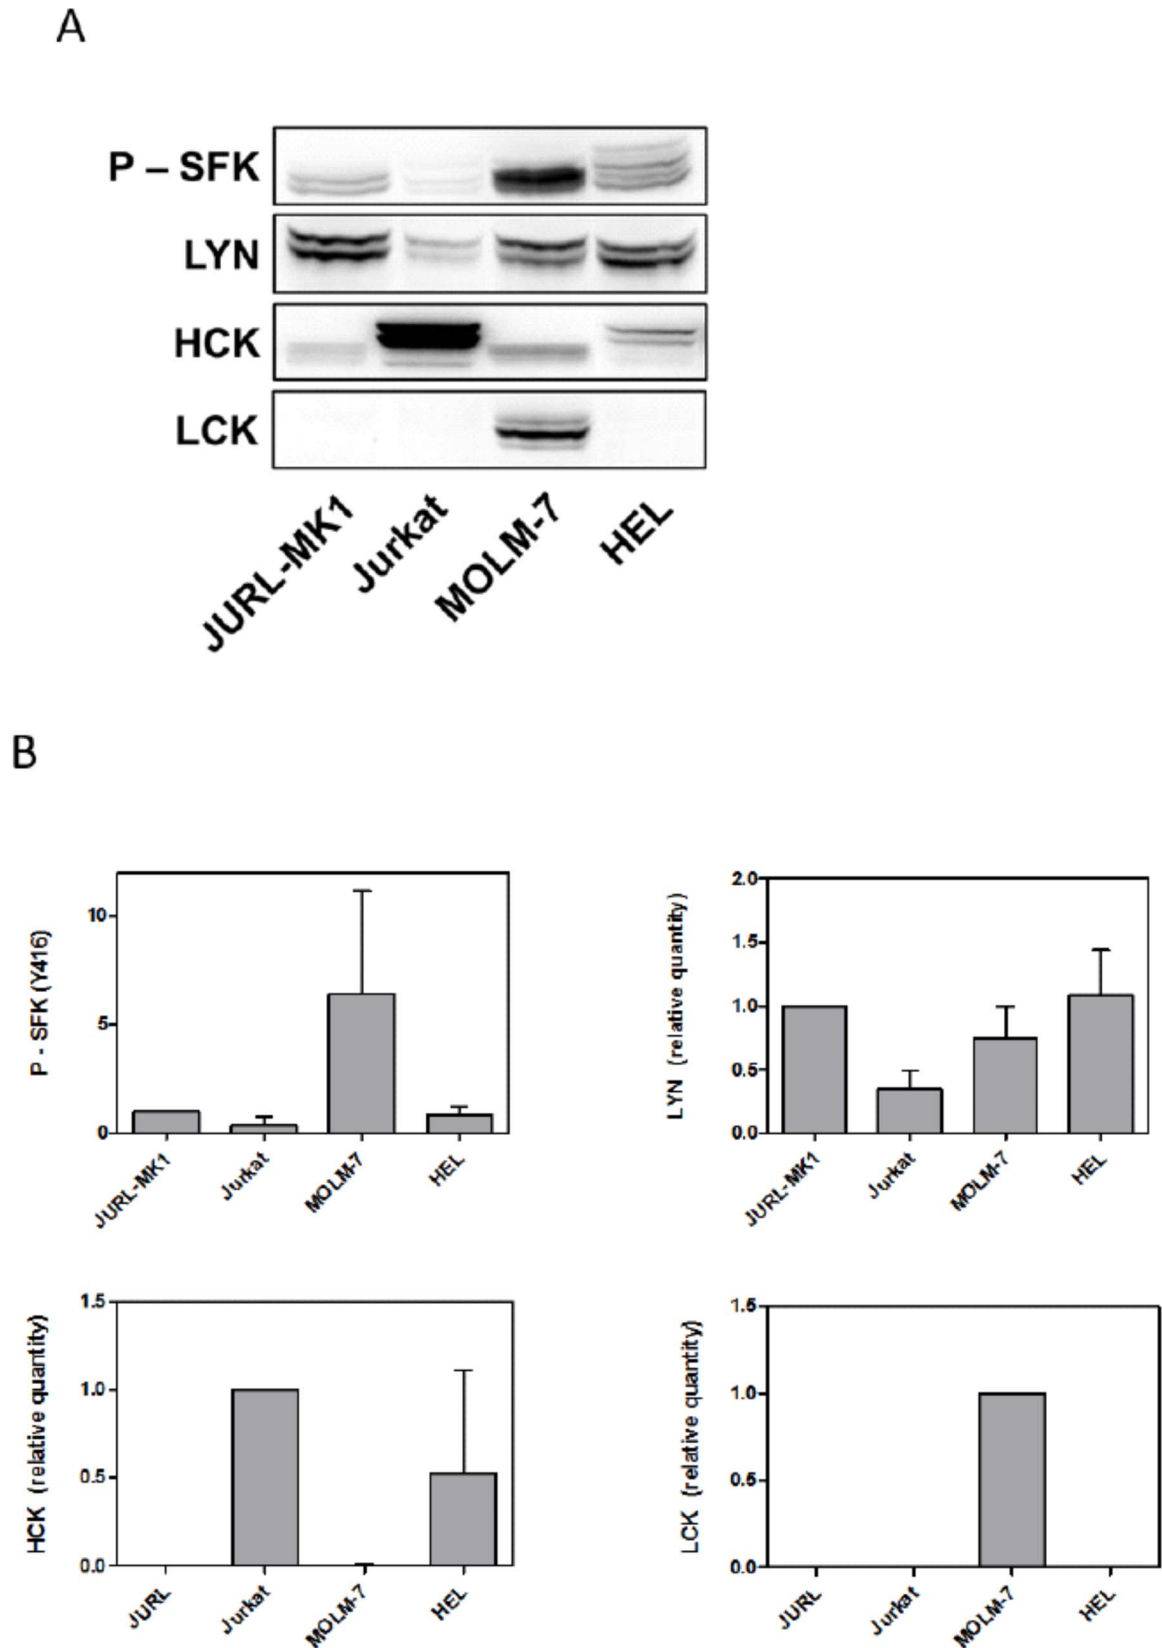 A
P – SFK
LYN
HCK
LCK
JURL-MK1
Jurkat
MOLM-7
HEL
B
P - SFK (Y416)
10
5
0
JURL-MK1
Jurkat
MOLM-7
HEL
LYN (relative quantity)
2.0
1.5
1.0
0.5
0.0
JURL-MK1
Jurkat
MOLM-7
HEL
HCK (relative quantity)
1.5
1.0
0.5
0.0
JURL
Jurkat
MOLM-7
HEL
LCK (relative quantity)
1.5
1.0
0.5
0.0
JURL
Jurkat
MOLM-7
HEL